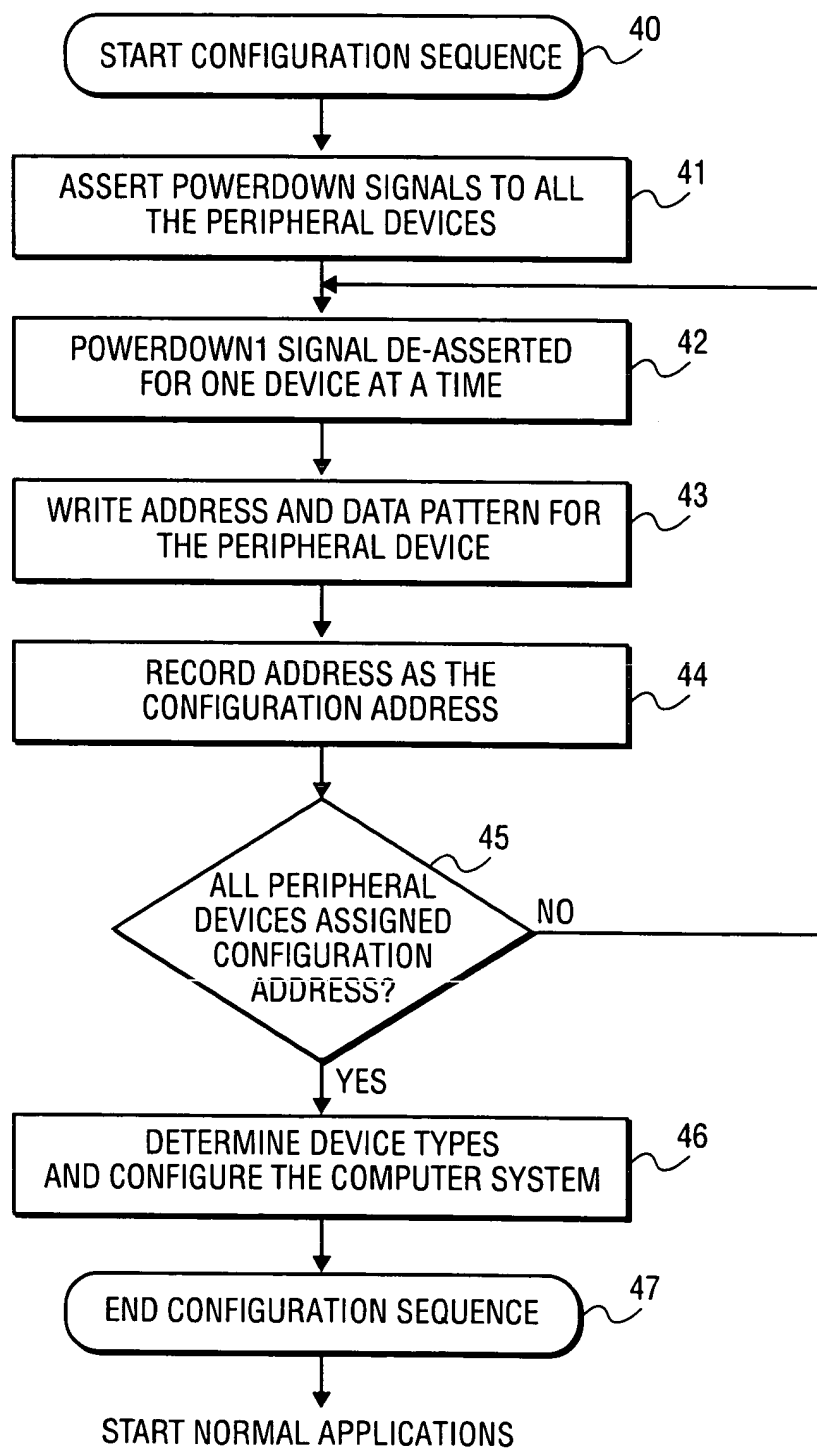 START CONFIGURATION SEQUENCE
40
ASSERT POWERDOWN SIGNALS TO ALL
THE PERIPHERAL DEVICES
41
POWERDOWN1 SIGNAL DE-ASSERTED
FOR ONE DEVICE AT A TIME
42
WRITE ADDRESS AND DATA PATTERN FOR
THE PERIPHERAL DEVICE
43
RECORD ADDRESS AS THE
CONFIGURATION ADDRESS
44
45
ALL PERIPHERAL
DEVICES ASSIGNED
CONFIGURATION
ADDRESS?
NO
YES
DETERMINE DEVICE TYPES
AND CONFIGURE THE COMPUTER SYSTEM
46
END CONFIGURATION SEQUENCE
47
START NORMAL APPLICATIONS